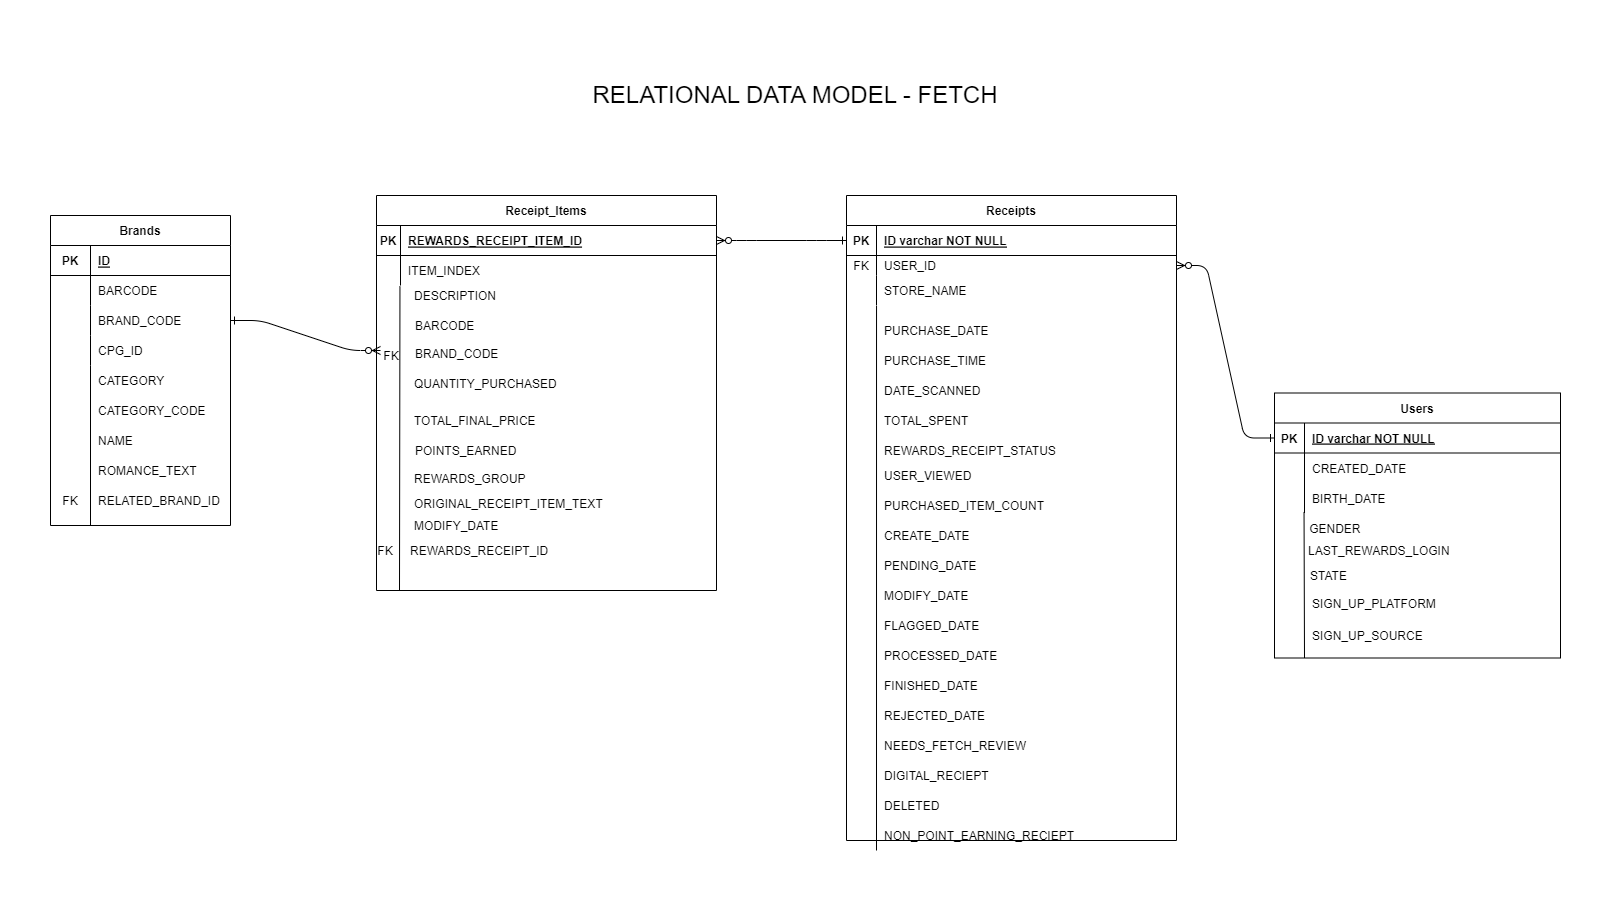 RELATIONAL DATA MODEL - FETCH
Brands
PK ID
BARCODE
BRAND_CODE
CPG_ID
CATEGORY
CATEGORY_CODE
NAME
ROMANCE_TEXT
FK RELATED_BRAND_ID
Receipt_Items
PK REWARDS_RECEIPT_ITEM_ID
ITEM_INDEX
DESCRIPTION
BARCODE
FK BRAND_CODE
QUANTITY_PURCHASED
TOTAL_FINAL_PRICE
POINTS_EARNED
REWARDS_GROUP
ORIGINAL_RECEIPT_ITEM_TEXT
MODIFY_DATE
FK REWARDS_RECEIPT_ID
Receipts
PK ID varchar NOT NULL
FK USER_ID
STORE_NAME
PURCHASE_DATE
PURCHASE_TIME
DATE_SCANNED
TOTAL_SPENT
REWARDS_RECEIPT_STATUS
USER_VIEWED
PURCHASED_ITEM_COUNT
CREATE_DATE
PENDING_DATE
MODIFY_DATE
FLAGGED_DATE
PROCESSED_DATE
FINISHED_DATE
REJECTED_DATE
NEEDS_FETCH_REVIEW
DIGITAL_RECIEPT
DELETED
NON_POINT_EARNING_RECIEPT
Users
PK ID varchar NOT NULL
CREATED_DATE
BIRTH_DATE
GENDER
LAST_REWARDS_LOGIN
STATE
SIGN_UP_PLATFORM
SIGN_UP_SOURCE